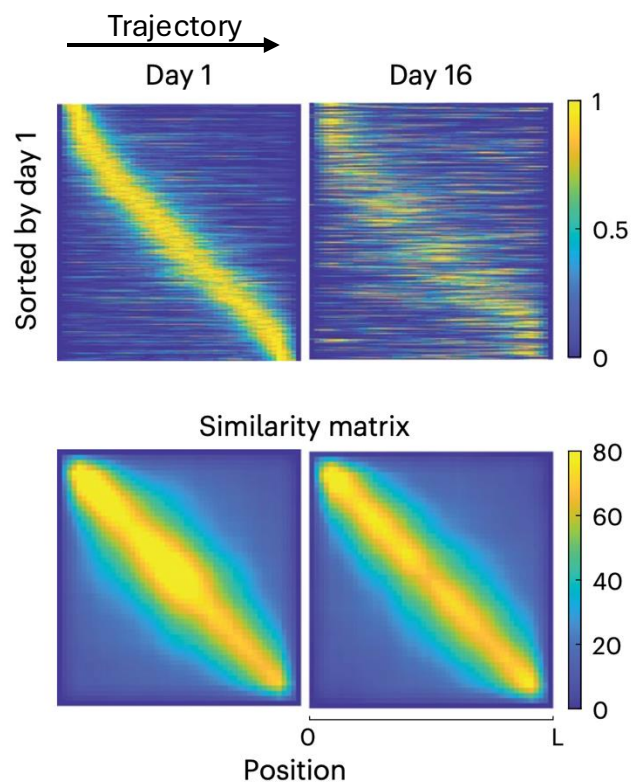 Trajectory
Day 1
Day 16
Sorted by day 1
1
0.5
0
Similarity matrix
80
60
40
20
0
0
L
Position